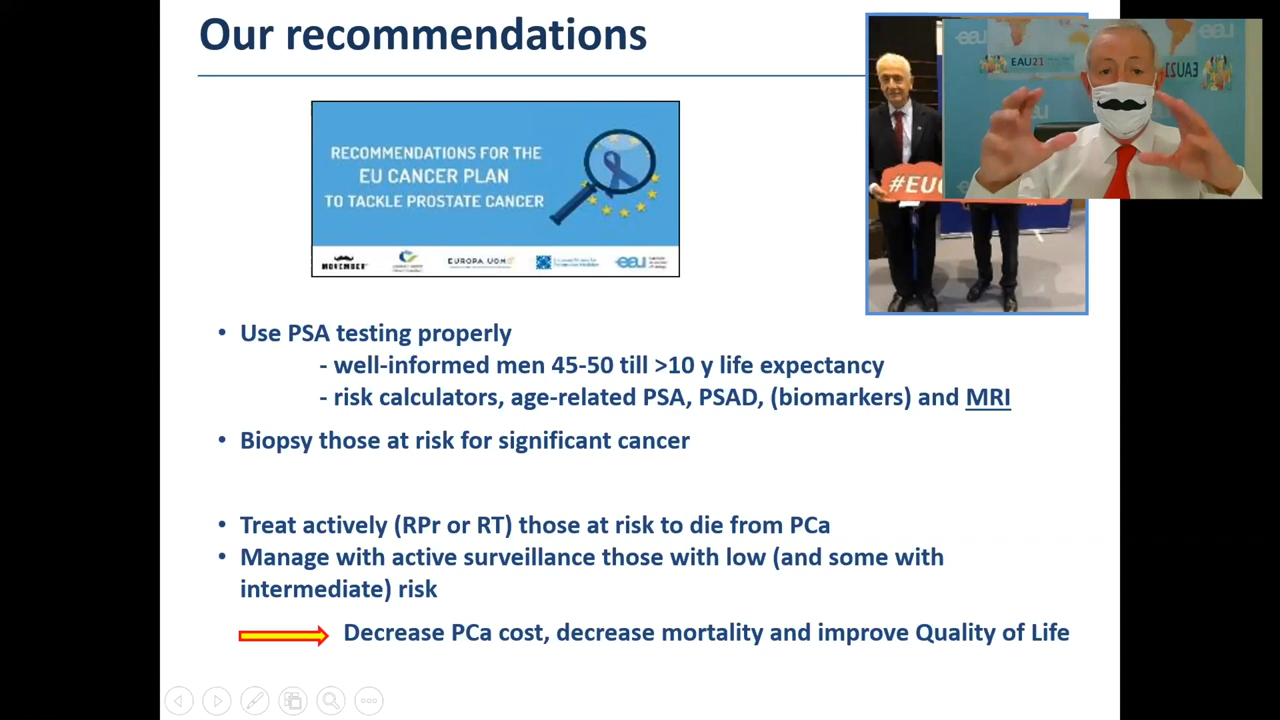 Our recommendations
eau
EAU21
EAU21
eau
#EU
RECOMMENDATIONS FOR THE
EU CANCER PLAN
TO TACKLE PROSTATE CANCER
MOVEMBER
EUROPA UOMO
eau
• Use PSA testing properly
- well-informed men 45-50 till >10 y life expectancy
- risk calculators, age-related PSA, PSAD, (biomarkers) and MRI
• Biopsy those at risk for significant cancer
• Treat actively (RPr or RT) those at risk to die from PCa
• Manage with active surveillance those with low (and some with
intermediate) risk
Decrease PCa cost, decrease mortality and improve Quality of Life